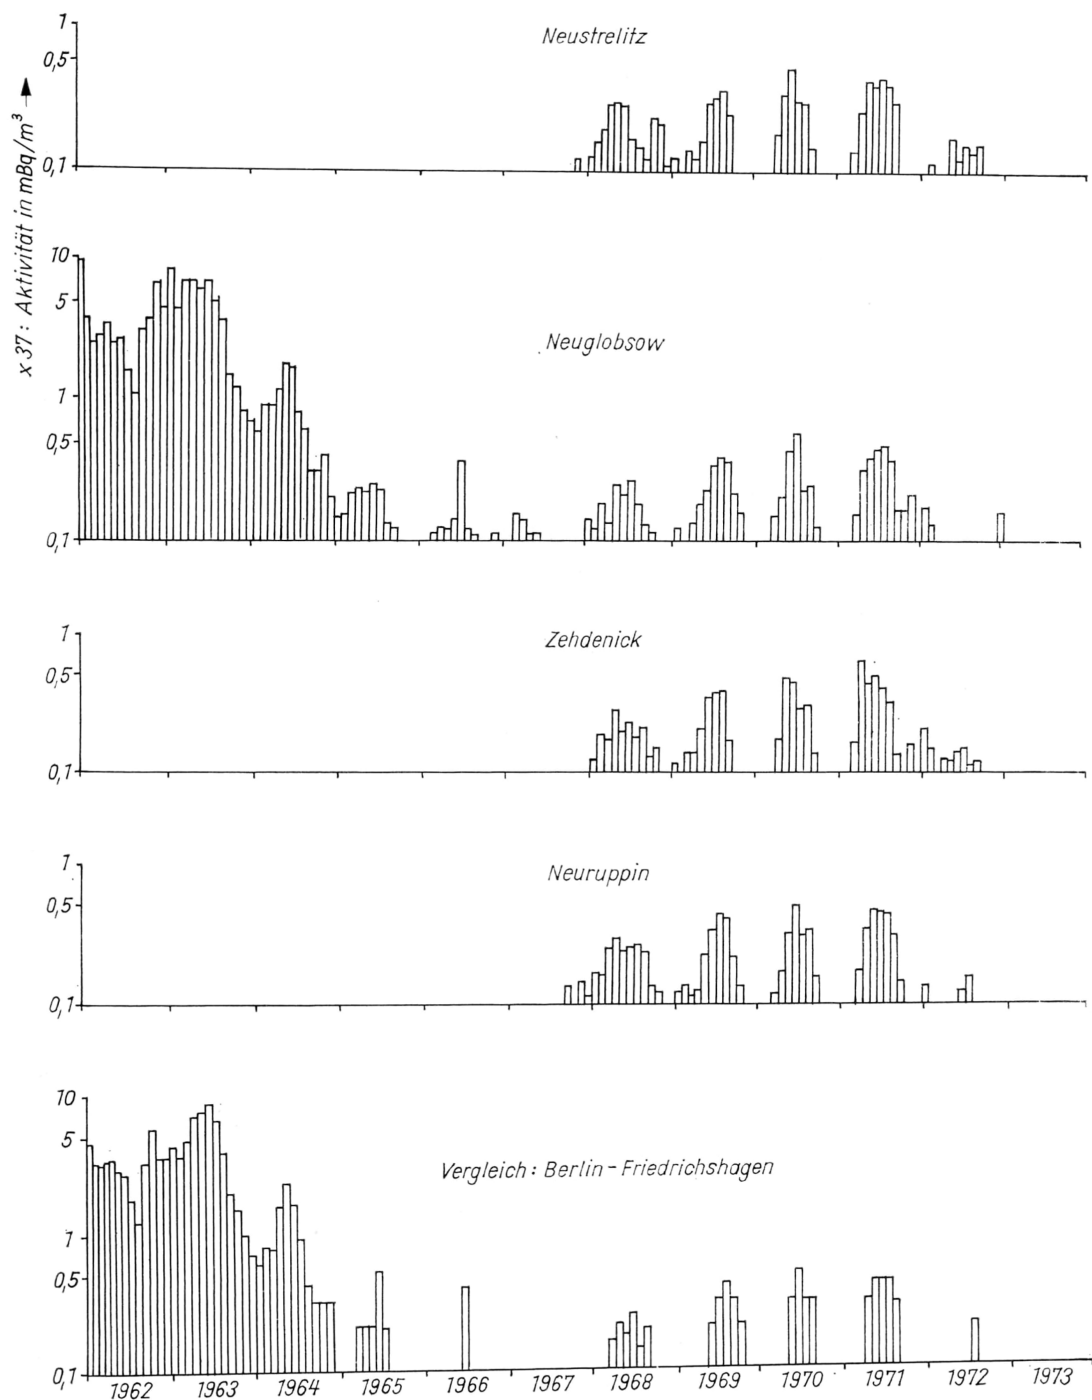 x 37: Aktivität in mBq/m³
Neustrelitz
1
0,5
0,1
Neuglobsow
10
5
1
0,5
0,1
Zehdenick
1
0,5
0,1
Neuruppin
1
0,5
0,1
Vergleich: Berlin-Friedrichshagen
10
5
1
0,5
0,1
1962 1963 1964 1965 1966 1967 1968 1969 1970 1971 1972 1973